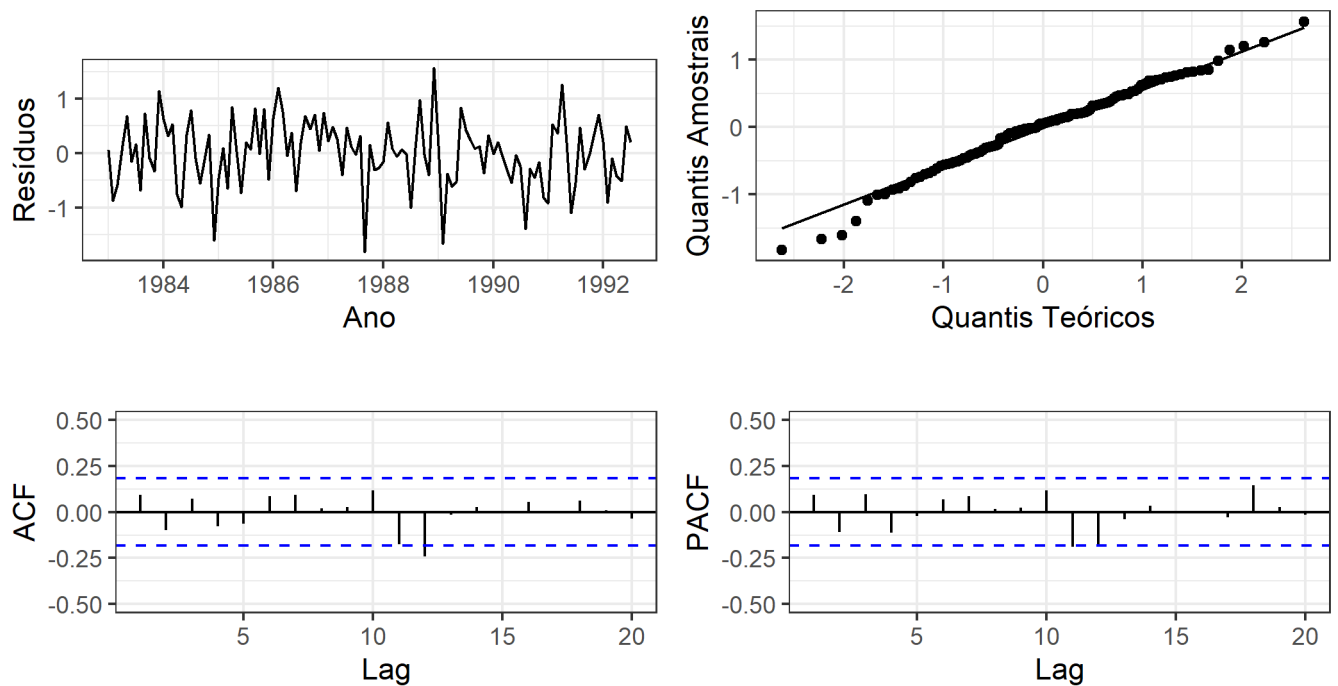 Resíduos
1
0
-1
1984 1986 1988 1990 1992
Ano
Quantis Amostrais
1
0
-1
-2 -1 0 1 2
Quantis Teóricos
ACF
0.50
0.25
0.00
-0.25
-0.50
5 10 15 20
Lag
PACF
0.50
0.25
0.00
-0.25
-0.50
5 10 15 20
Lag